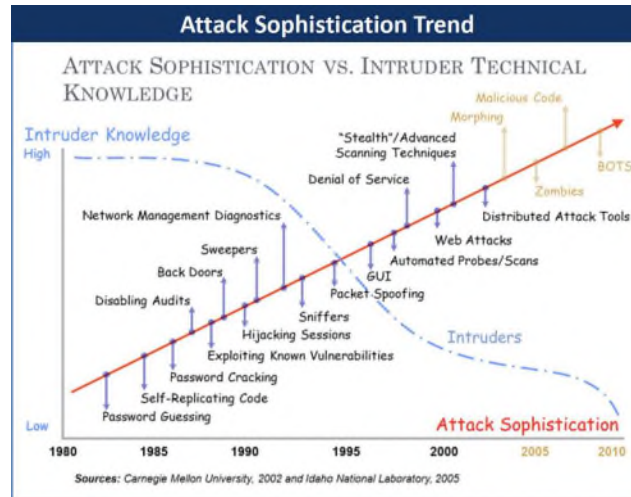 Attack Sophistication Trend
ATTACK SOPHISTICATION VS. INTRUDER TECHNICAL
KNOWLEDGE
Intruder Knowledge
High
Malicious Code
Morphing
"Stealth"/Advanced
Scanning Techniques
BOTS
Denial of Service
Zombies
Network Management Diagnostics
Distributed Attack Tools
Web Attacks
Sweepers
Automated Probes/Scans
Back Doors
GUI
Packet Spoofing
Disabling Audits
Sniffers
Hijacking Sessions
Intruders
Exploiting Known Vulnerabilities
Password Cracking
Self-Replicating Code
Password Guessing
Low
Attack Sophistication
1980 1985 1990 1995 2000 2005 2010
Sources: Carnegie Mellon University, 2002 and Idaho National Laboratory, 2005